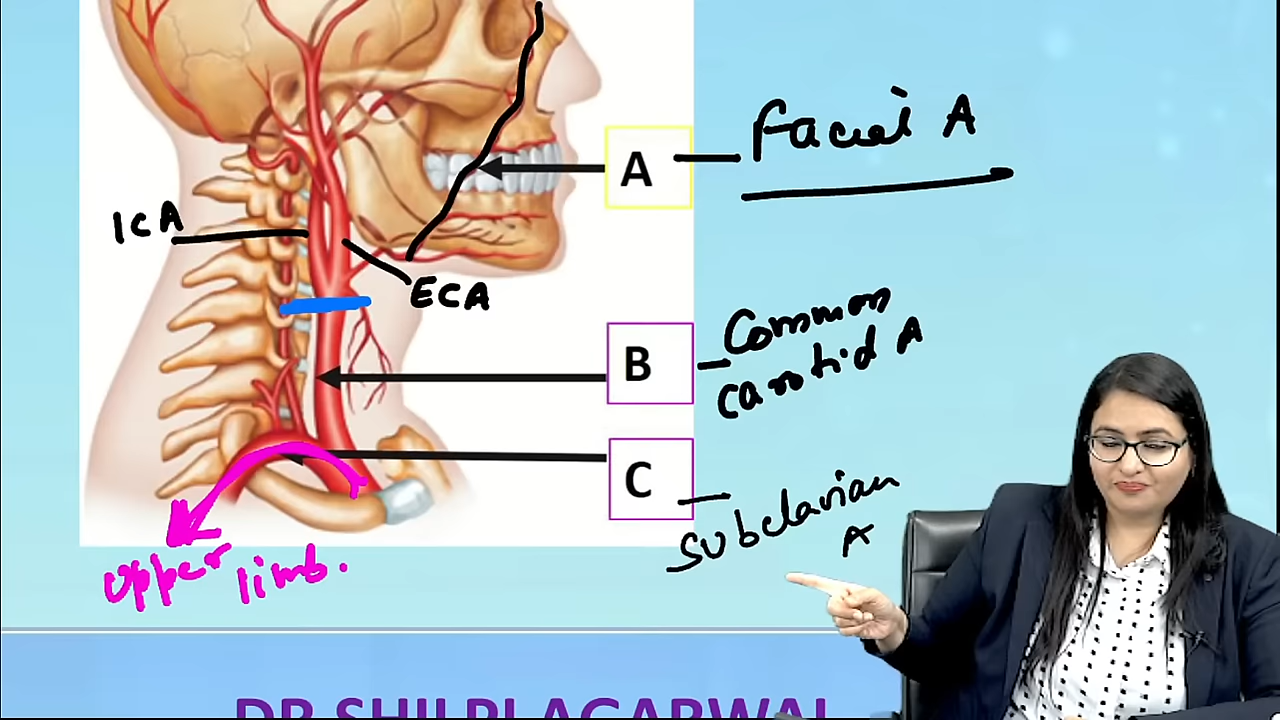 A
Facial A
ICA
ECA
B
Common
Carotid A
C
Subclavian
A
Upper limb.
DR SHILPI AGARWAL